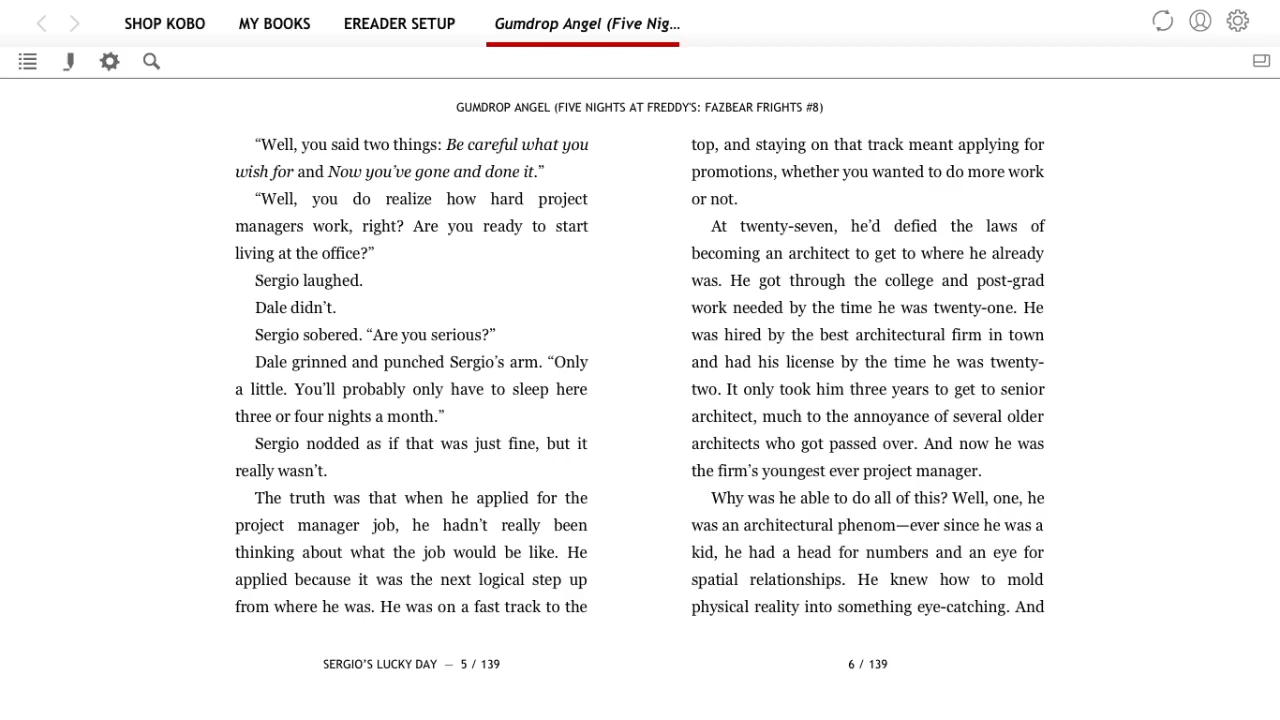 SHOP KOBO MY BOOKS EREADER SETUP Gumdrop Angel (Five Nig...
GUMDROP ANGEL (FIVE NIGHTS AT FREDDY'S: FAZBEAR FRIGHTS #8)
“Well, you said two things: Be careful what you
wish for and Now you’ve gone and done it.”
“Well, you do realize how hard project
managers work, right? Are you ready to start
living at the office?”
Sergio laughed.
Dale didn’t.
Sergio sobered. “Are you serious?”
Dale grinned and punched Sergio’s arm. “Only
a little. You’ll probably only have to sleep here
three or four nights a month.”
Sergio nodded as if that was just fine, but it
really wasn’t.
The truth was that when he applied for the
project manager job, he hadn’t really been
thinking about what the job would be like. He
applied because it was the next logical step up
from where he was. He was on a fast track to the
SERGIO’S LUCKY DAY — 5 / 139
top, and staying on that track meant applying for
promotions, whether you wanted to do more work
or not.
At twenty-seven, he’d defied the laws of
becoming an architect to get to where he already
was. He got through the college and post-grad
work needed by the time he was twenty-one. He
was hired by the best architectural firm in town
and had his license by the time he was twenty-
two. It only took him three years to get to senior
architect, much to the annoyance of several older
architects who got passed over. And now he was
the firm’s youngest ever project manager.
Why was he able to do all of this? Well, one, he
was an architectural phenom—ever since he was a
kid, he had a head for numbers and an eye for
spatial relationships. He knew how to mold
physical reality into something eye-catching. And
6 / 139